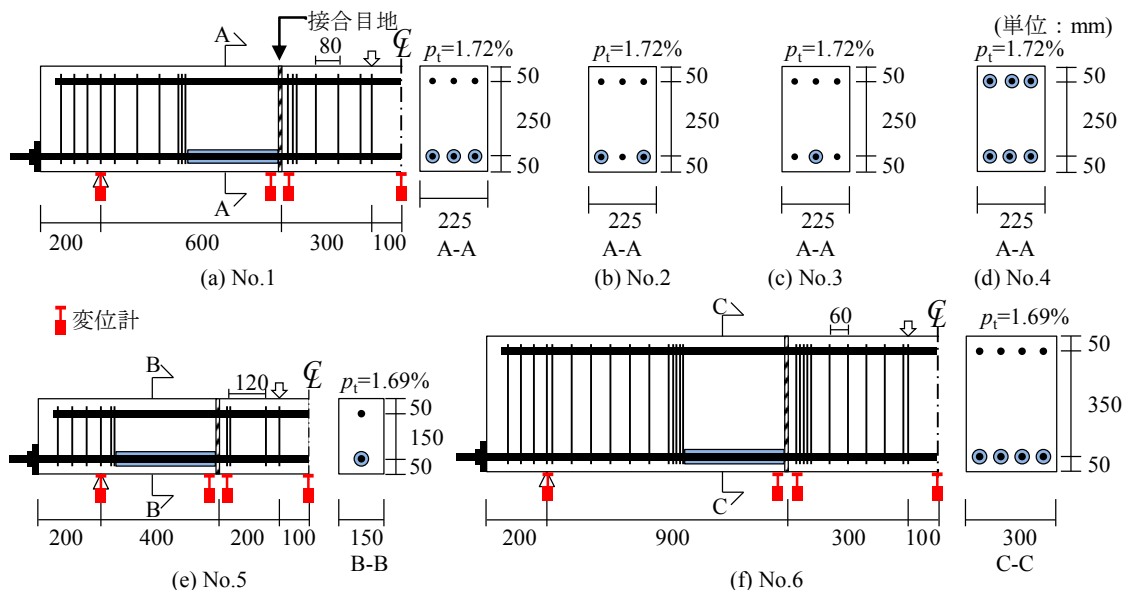 接合目地
(単位：mm)
A
80
℄
pt=1.72%
50
250
50
A
225
A-A
200
600
300
100
(a) No.1
pt=1.72%
50
250
50
225
A-A
(b) No.2
pt=1.72%
50
250
50
225
A-A
(c) No.3
pt=1.72%
50
250
50
225
A-A
(d) No.4
変位計
B
120
℄
pt=1.69%
50
150
50
B
200
400
200
100
150
B-B
(e) No.5
C
60
℄
pt=1.69%
50
350
50
C
200
900
300
100
300
C-C
(f) No.6